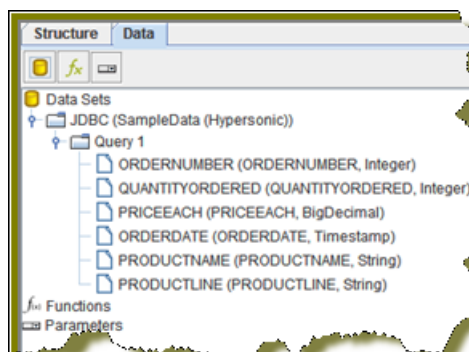 Structure Data
fx
Data Sets
JDBC (SampleData (Hypersonic))
Query 1
ORDERNUMBER (ORDERNUMBER, Integer)
QUANTITYORDERED (QUANTITYORDERED, Integer)
PRICEEACH (PRICEEACH, BigDecimal)
ORDERDATE (ORDERDATE, Timestamp)
PRODUCTNAME (PRODUCTNAME, String)
PRODUCTLINE (PRODUCTLINE, String)
Functions
Parameters